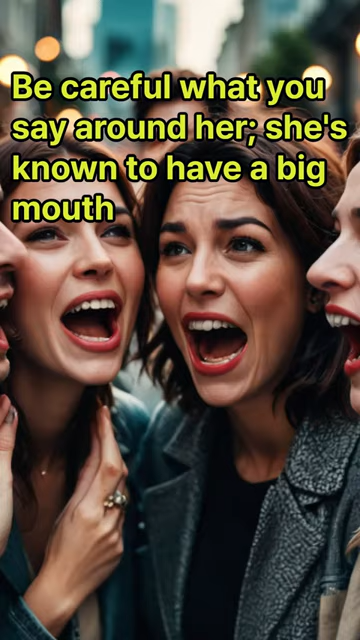 Be careful what you
say around her; she's
known to have a big
mouth